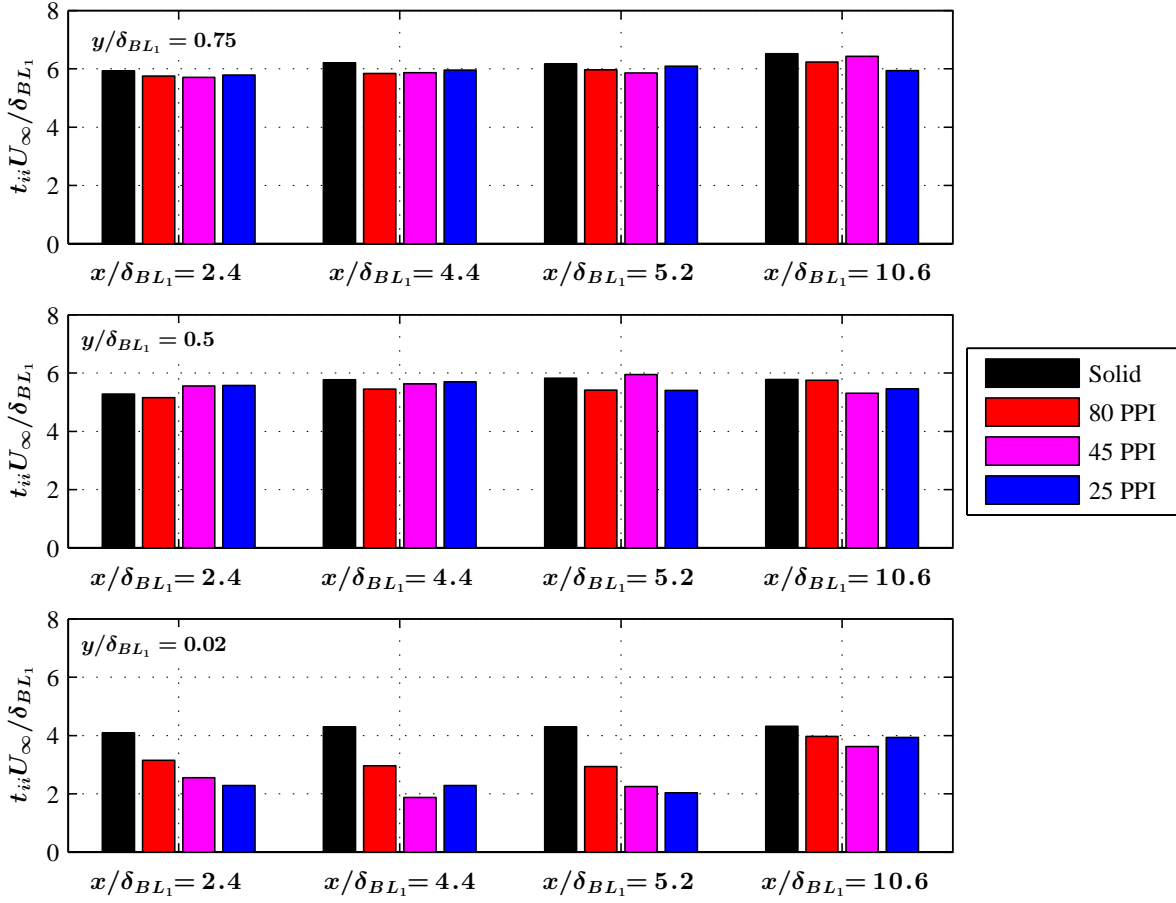 8
6
4
2
0
t_{ii}U_∞/δ_{BL_1}
y/δ_{BL_1} = 0.75
x/δ_{BL_1}= 2.4
x/δ_{BL_1}= 4.4
x/δ_{BL_1}= 5.2
x/δ_{BL_1}= 10.6
8
6
4
2
0
t_{ii}U_∞/δ_{BL_1}
y/δ_{BL_1} = 0.5
x/δ_{BL_1}= 2.4
x/δ_{BL_1}= 4.4
x/δ_{BL_1}= 5.2
x/δ_{BL_1}= 10.6
Solid
80 PPI
45 PPI
25 PPI
8
6
4
2
0
t_{ii}U_∞/δ_{BL_1}
y/δ_{BL_1} = 0.02
x/δ_{BL_1}= 2.4
x/δ_{BL_1}= 4.4
x/δ_{BL_1}= 5.2
x/δ_{BL_1}= 10.6